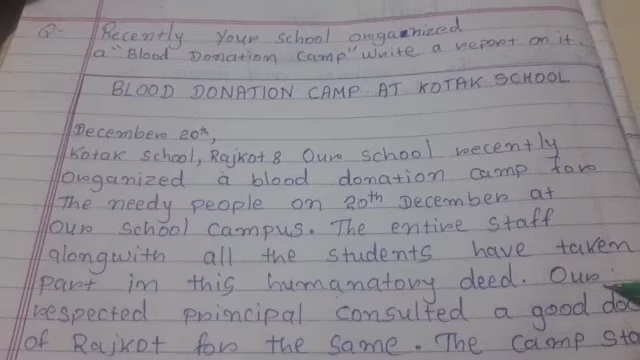 Q- Recently your school organized
a "Blood Donation Camp" write a report on it.
BLOOD DONATION CAMP AT KOTAK SCHOOL
December 20th,
Kotak School, Rajkot : Our school recently
organized a blood donation camp for
the needy people on 20th December at
our school campus. The entire staff
alongwith all the students have taken
part in this humanatory deed. Our
respected principal consulted a good
of Rajkot for the same. The camp